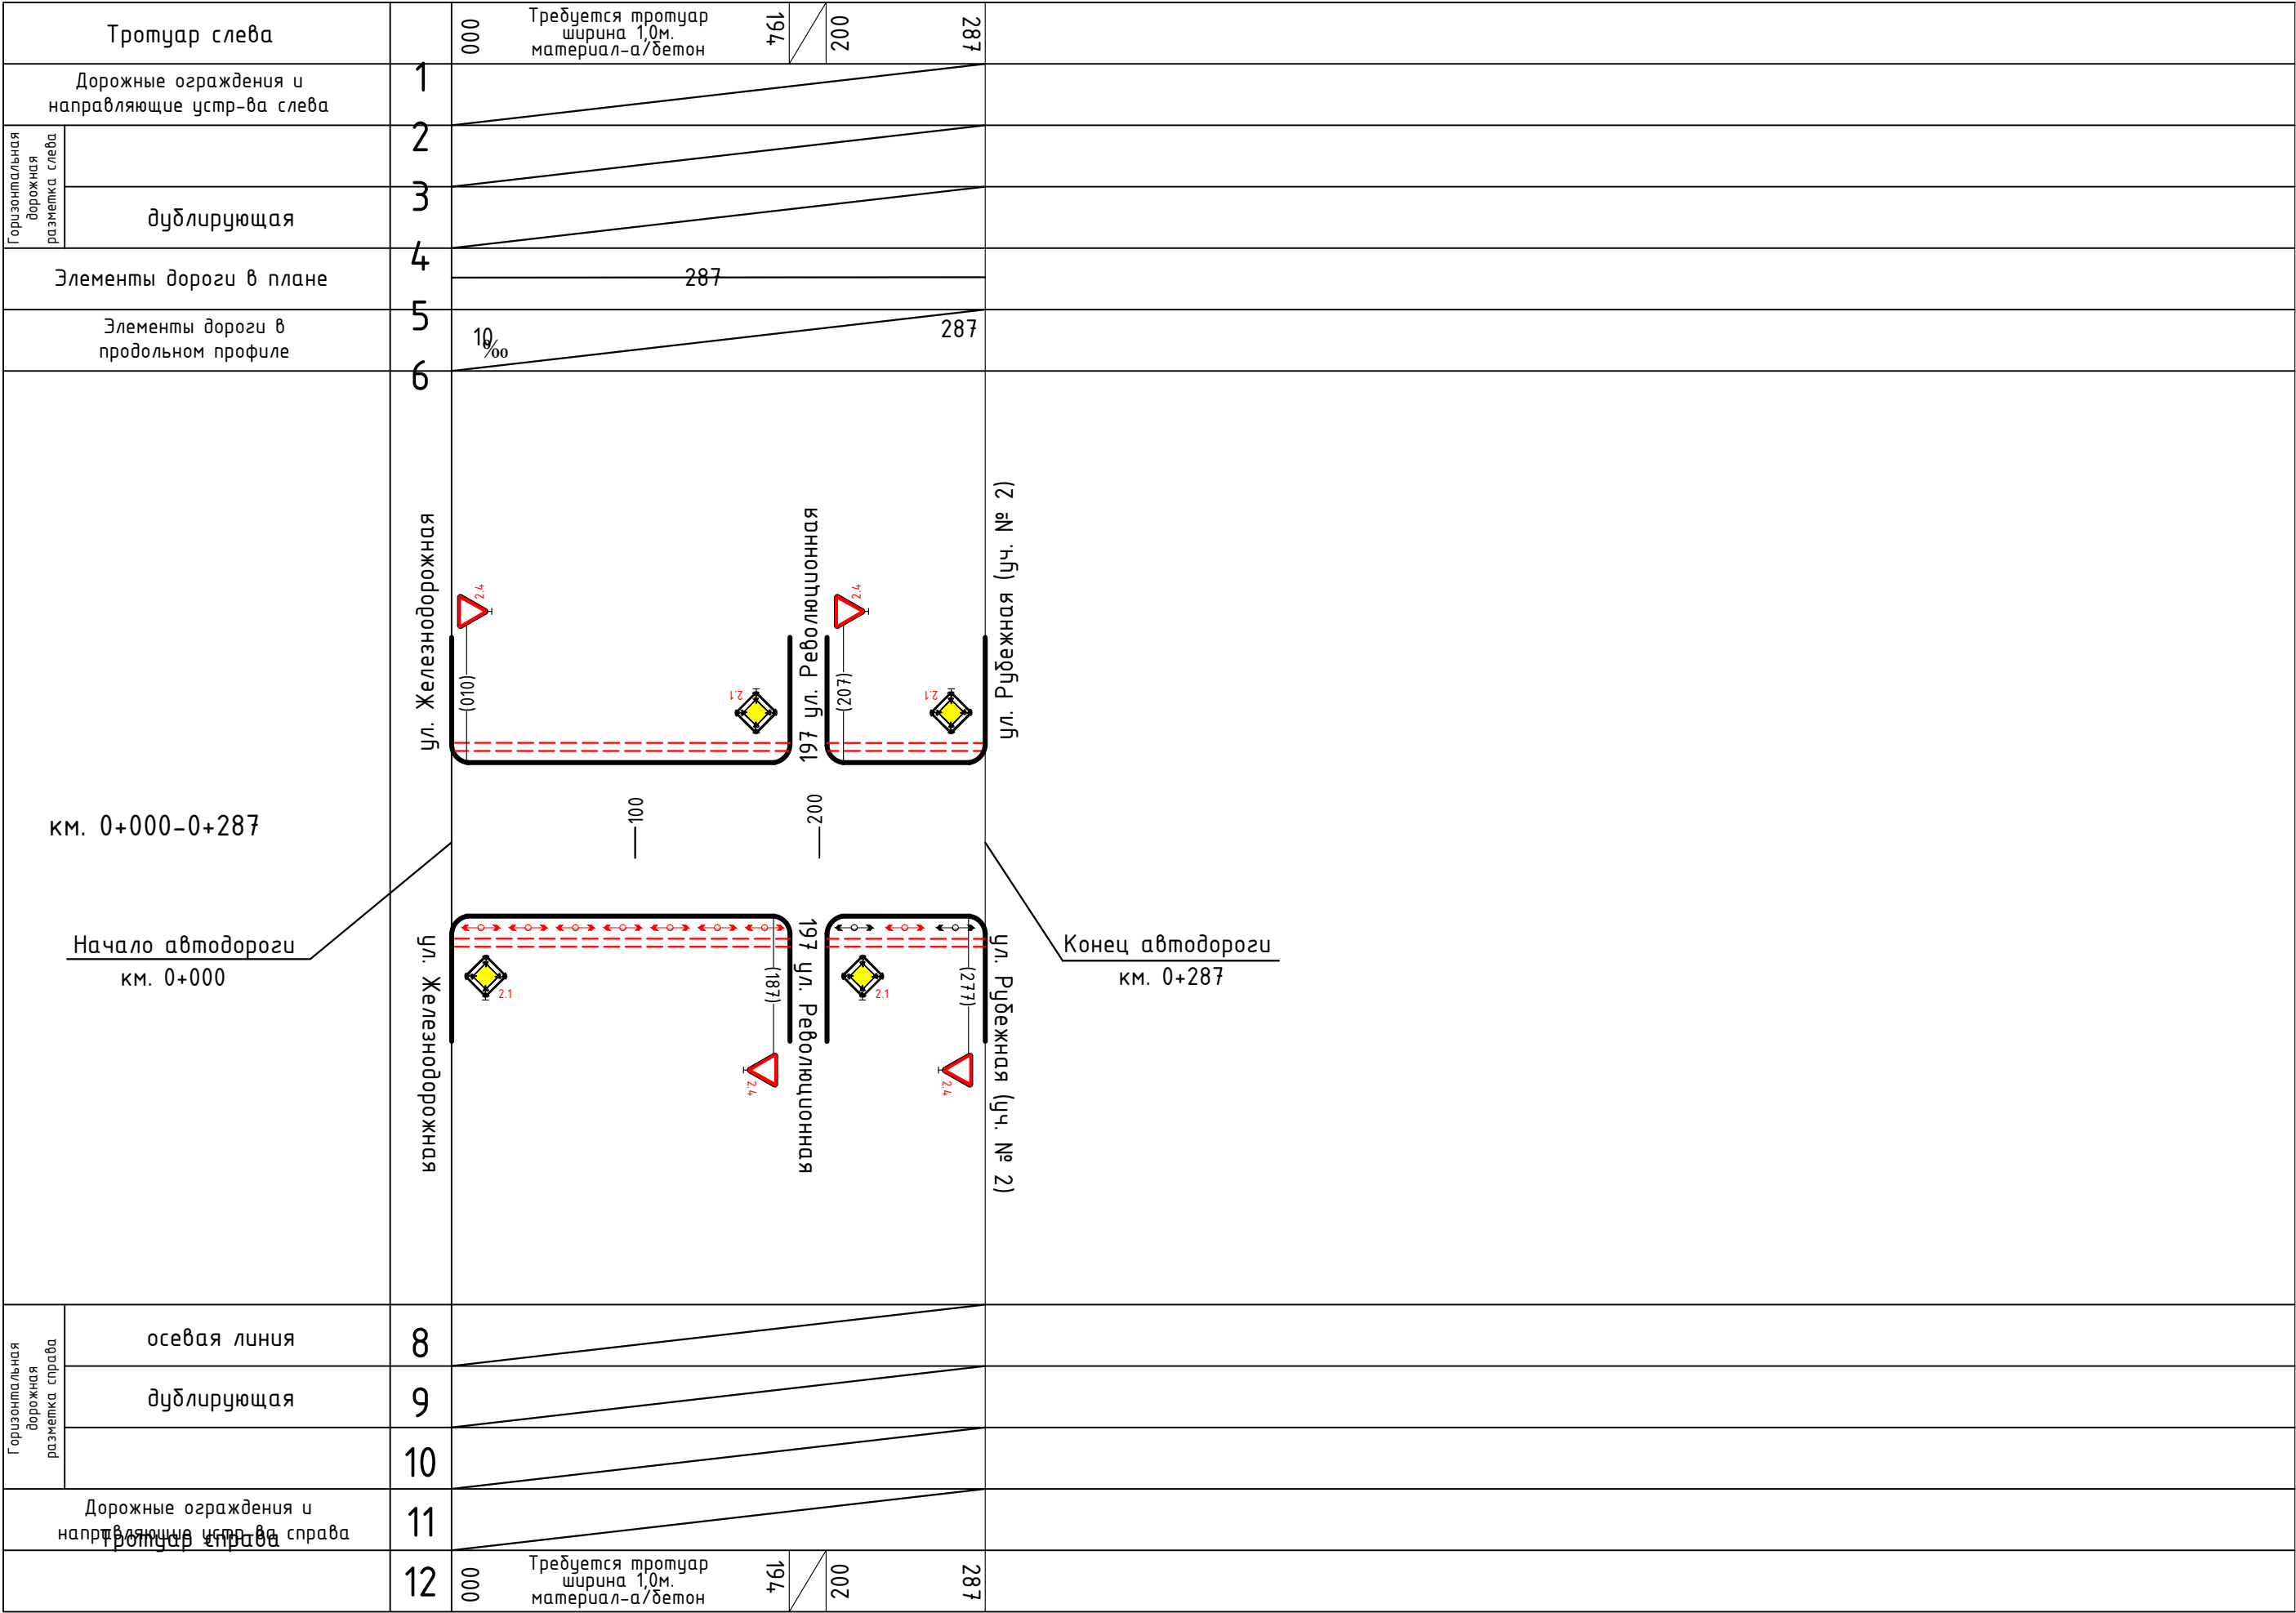 Тротуар слева
000
Требуется тротуар
ширина 1,0м.
материал-а/бетон
194
200
287
Дорожные ограждения и
направляющие устр-ва слева
1
Горизонтальная
дорожная
разметка слева
2
дублирующая
3
Элементы дороги в плане
4
287
Элементы дороги в
продольном профиле
5
10
‰
287
6
ул. Железнодорожная
2.4
(010)
2.1
197 ул. Революционная
2.4
(207)
2.1
ул. Рубежная (уч. № 2)
км. 0+000-0+287
100
200
Начало автодороги
км. 0+000
Конец автодороги
км. 0+287
ул. Железнодорожная
2.1
(187)
2.4
197 ул. Революционная
2.1
(277)
2.4
ул. Рубежная (уч. № 2)
Горизонтальная
дорожная
разметка справа
осевая линия
8
дублирующая
9
10
Дорожные ограждения и
направляющие устр-ва справа
Тротуар справа
11
12
000
Требуется тротуар
ширина 1,0м.
материал-а/бетон
194
200
287